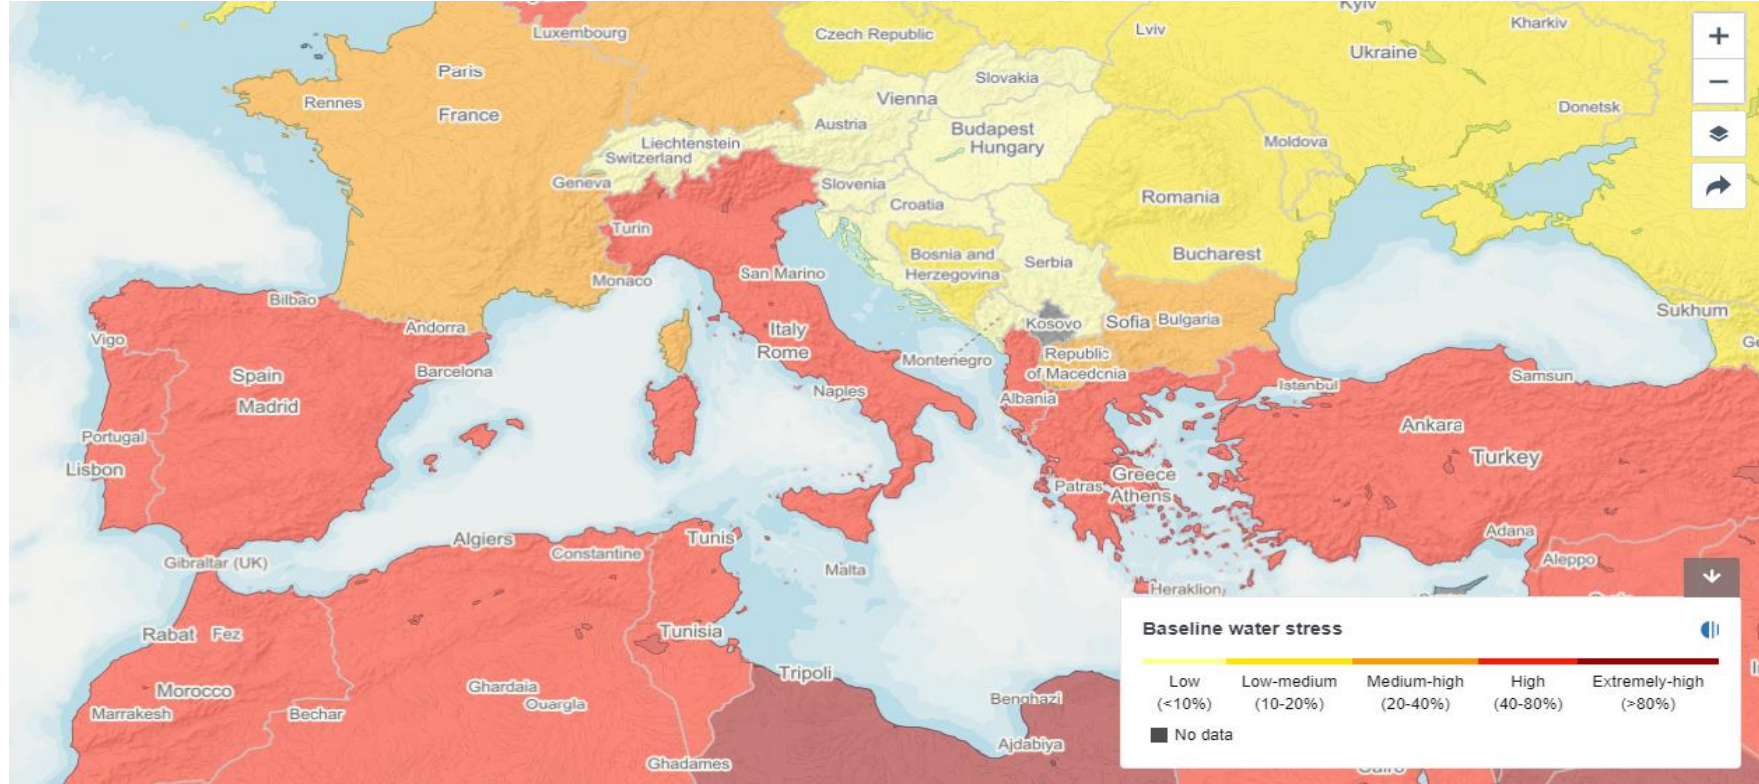 Kyiv
Kharkiv
Luxembourg
Czech Republic
Lviv
Ukraine
Paris
Slovakia
Rennes
France
Vienna
Donetsk
Austria
Budapest
Hungary
Liechtenstein
Switzerland
Moldova
Geneva
Slovenia
Romania
Croatia
Turin
Bosnia and
Herzegovina
Serbia
Bucharest
Monaco
San Marino
Bilbao
Sukhum
Andorra
Vigo
Italy
Rome
Kosovo
Sofia
Bulgaria
Montenegro
Republic
of Macedonia
Spain
Madrid
Barcelona
Naples
Albania
Istanbul
Samsun
Ankara
Turkey
Portugal
Lisbon
Patras
Greece
Athens
Algiers
Constantine
Tunis
Adana
Aleppo
Gibraltar (UK)
Malta
Heraklion
Rabat
Fez
Tunisia
Tripoli
Morocco
Marrakesh
Bechar
Ghardaia
Ouargla
Benghazi
Ajdabiya
Ghadames
Baseline water stress
Low Low-medium Medium-high High Extremely-high
(<10%) (10-20%) (20-40%) (40-80%) (>80%)
No data